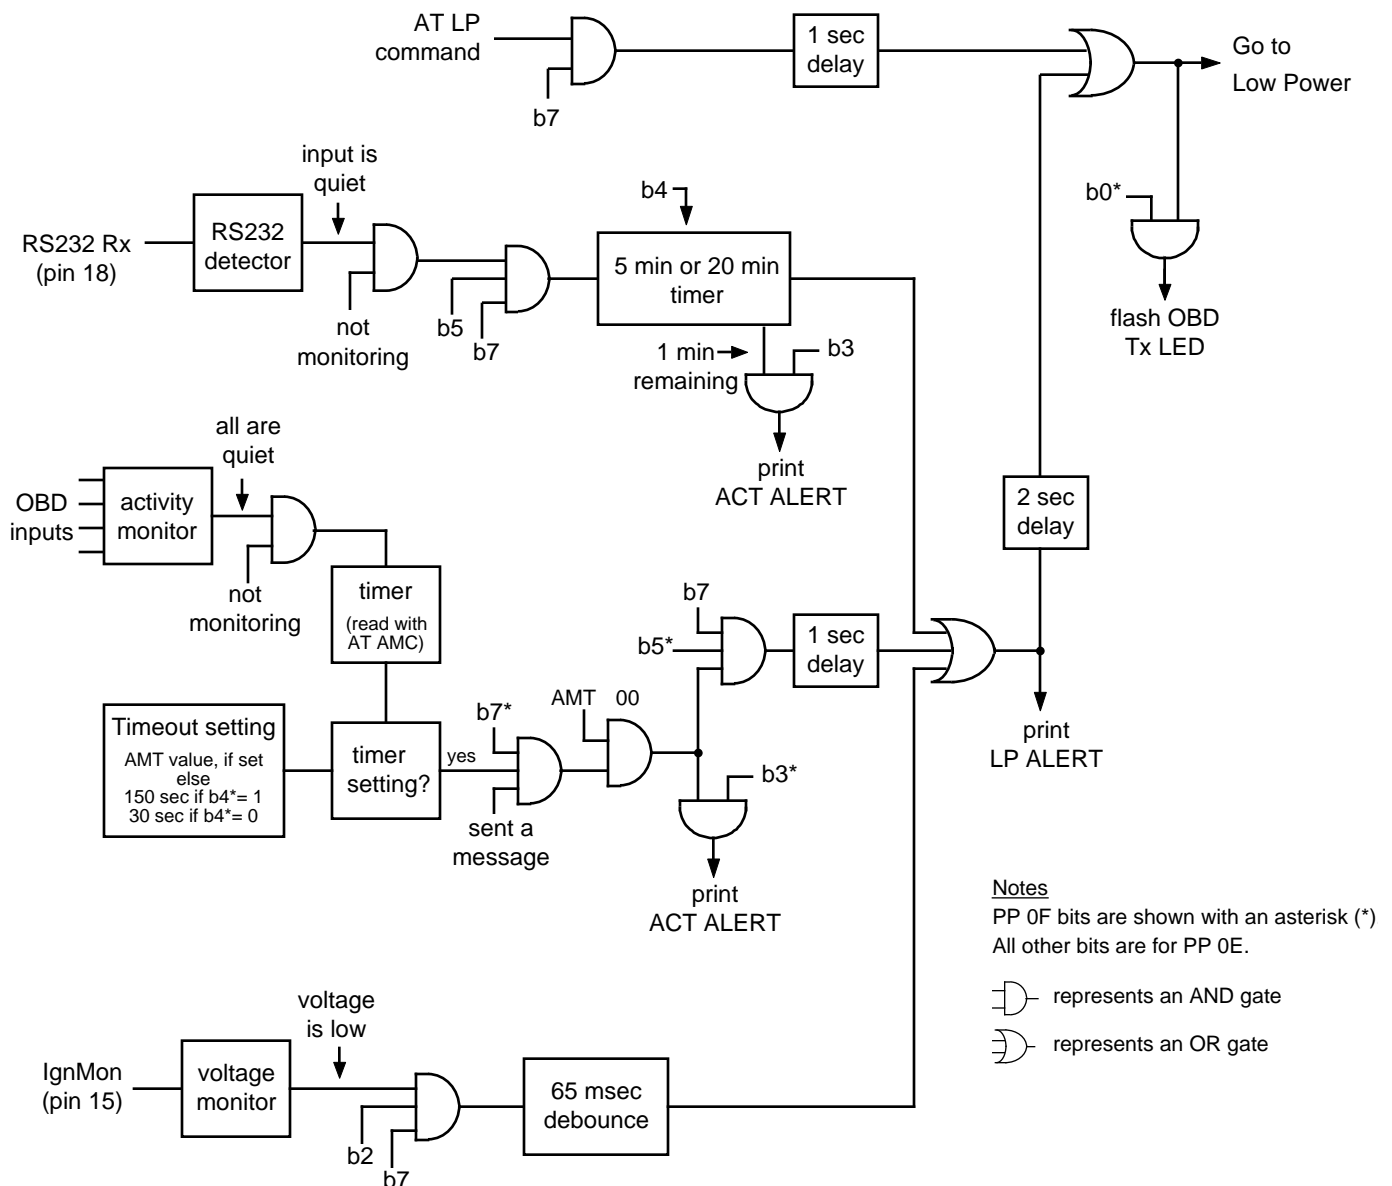 AT LP
command
b7
1 sec
delay
Go to
Low Power
b0*
flash OBD
Tx LED
input is
quiet
RS232 Rx
(pin 18)
RS232
detector
not
monitoring
b5
b7
b4
5 min or 20 min
timer
1 min
remaining
b3
print
ACT ALERT
all are
quiet
OBD
inputs
activity
monitor
not
monitoring
timer
(read with
AT AMC)
Timeout setting
AMT value, if set
else
150 sec if b4*= 1
30 sec if b4*= 0
timer
setting?
yes
b7*
sent a
message
AMT 00
b7
b5*
1 sec
delay
b3*
print
ACT ALERT
2 sec
delay
print
LP ALERT
IgnMon
(pin 15)
voltage
monitor
voltage
is low
b2
b7
65 msec
debounce
Notes
PP 0F bits are shown with an asterisk (*)
All other bits are for PP 0E.
represents an AND gate
represents an OR gate